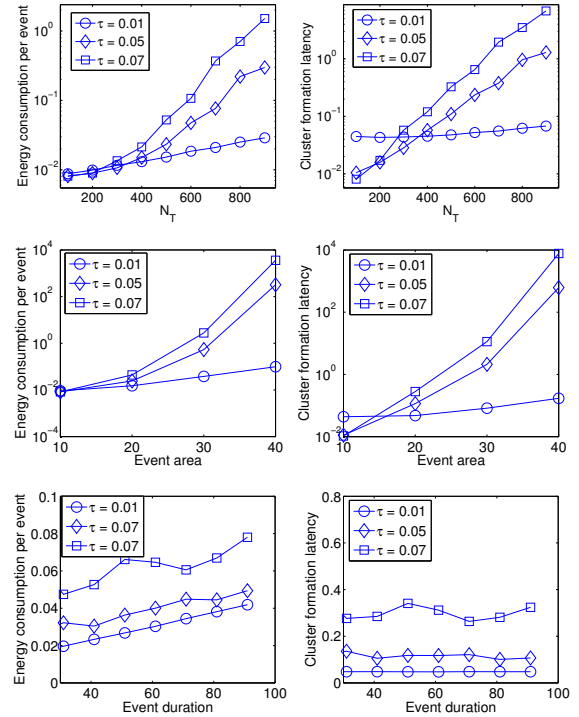 Energy consumption per event
10^0
10^-1
10^-2
τ = 0.01
τ = 0.05
τ = 0.07
200 400 600 800
N_T
Cluster formation latency
10^1
10^0
10^-1
10^-2
τ = 0.01
τ = 0.05
τ = 0.07
200 400 600 800
N_T
Energy consumption per event
10^4
10^2
10^0
10^-2
10^-4
τ = 0.01
τ = 0.05
τ = 0.07
10 20 30 40
Event area
Cluster formation latency
10^4
10^2
10^0
10^-2
τ = 0.01
τ = 0.05
τ = 0.07
10 20 30 40
Event area
Energy consumption per event
0.1
0.08
0.06
0.04
0.02
0
τ = 0.01
τ = 0.07
τ = 0.07
40 60 80 100
Event duration
Cluster formation latency
0.8
0.6
0.4
0.2
0
τ = 0.01
τ = 0.05
τ = 0.07
40 60 80 100
Event duration